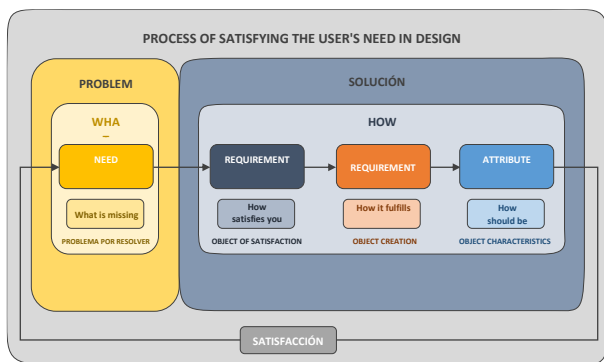 PROCESS OF SATISFYING THE USER'S NEED IN DESIGN
PROBLEM
SOLUCIÓN
WHA
–
HOW
NEED
REQUIREMENT
REQUIREMENT
ATTRIBUTE
What is missing
How
satisfies you
How it fulfills
How
should be
PROBLEMA POR RESOLVER
OBJECT OF SATISFACTION
OBJECT CREATION
OBJECT CHARACTERISTICS
SATISFACCIÓN